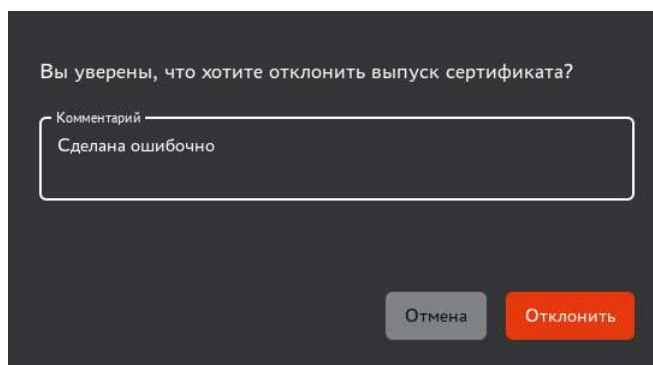 Вы уверены, что хотите отклонить выпуск сертификата?
Комментарий
Сделана ошибочно
Отмена
Отклонить